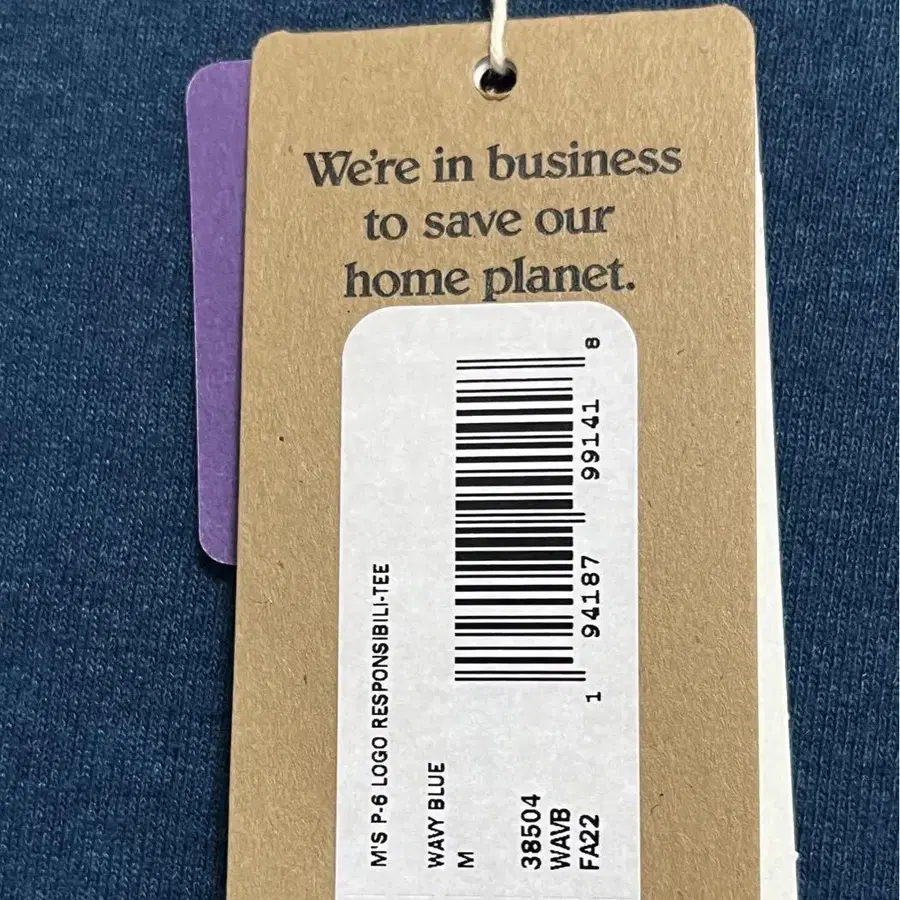 We're in business
to save our
home planet.
M'S P-6 LOGO RESPONSIBILI-TEE
WAVY BLUE
M
38504
WAVB
FA22
1 94187 99141 8